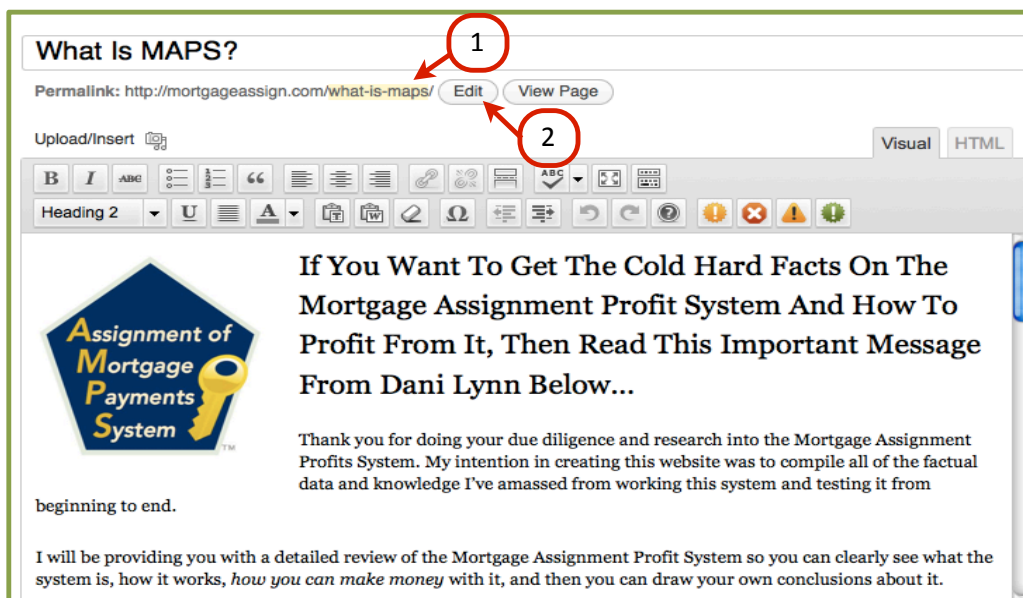 1
What Is MAPS?
Permalink: http://mortgageassign.com/what-is-maps/ Edit View Page
2
Upload/Insert
Visual HTML
B I ABC 1 2 3 66 ABC
Heading 2 U A T W Ω ?
If You Want To Get The Cold Hard Facts On The
Mortgage Assignment Profit System And How To
Profit From It, Then Read This Important Message
From Dani Lynn Below...
Assignment of
Mortgage
Payments
System
TM
Thank you for doing your due diligence and research into the Mortgage Assignment
Profits System. My intention in creating this website was to compile all of the factual
data and knowledge I've amassed from working this system and testing it from
beginning to end.
I will be providing you with a detailed review of the Mortgage Assignment Profit System so you can clearly see what the
system is, how it works, how you can make money with it, and then you can draw your own conclusions about it.